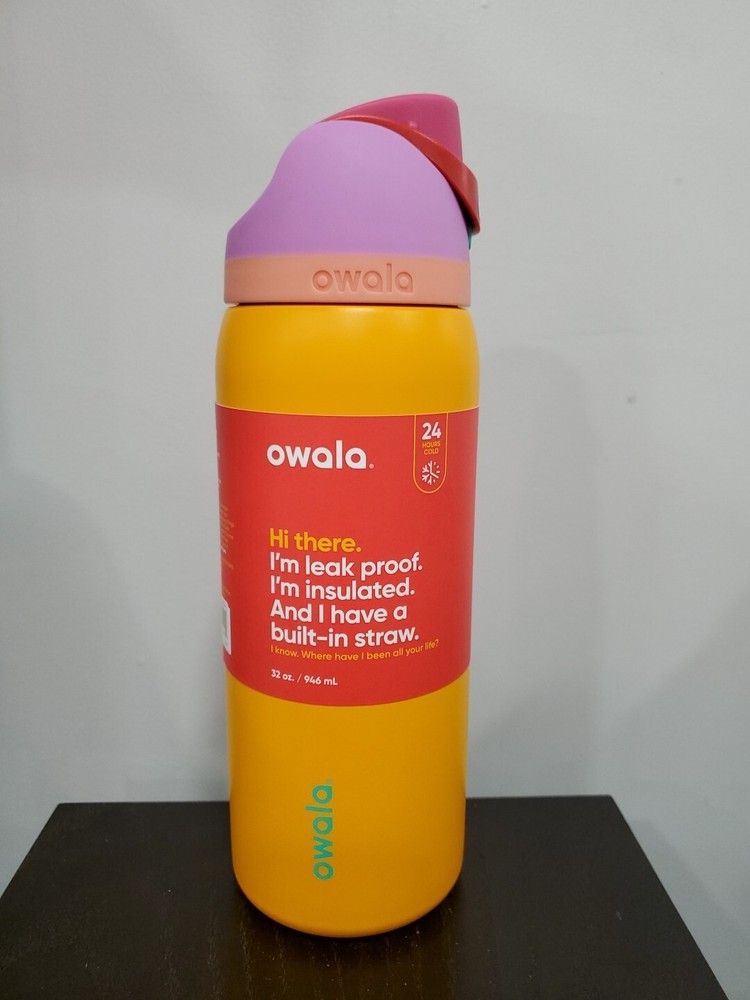 owala
owala®
24
HOURS
COLD
Hi there.
I'm leak proof.
I'm insulated.
And I have a
built-in straw.
I know. Where have I been all your life?
32 oz. / 946 mL
owala®